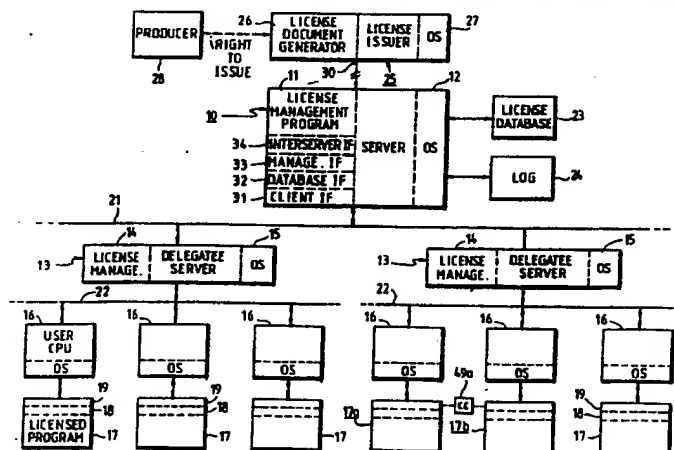 26 LICENSE DOCUMENT GENERATOR LICENSE ISSUER OS 27
PRODUCER
28
RIGHT TO ISSUE
30
25
11
12
10
LICENSE MANAGEMENT PROGRAM
SERVER
OS
34 INTERSERVER IF
33 MANAGE. IF
32 DATABASE IF
31 CLIENT IF
LICENSE DATABASE
23
LOG
24
21
14
15
13 LICENSE MANAGE. DELEGATEE SERVER OS
14
15
13 LICENSE MANAGE. DELEGATEE SERVER OS
22
22
16
16
16
16
16
16
USER CPU
OS
OS
OS
OS
OS
OS
49a
CC
19
18
LICENSED PROGRAM
17
19
18
17
17
17a
17b
19
18
17